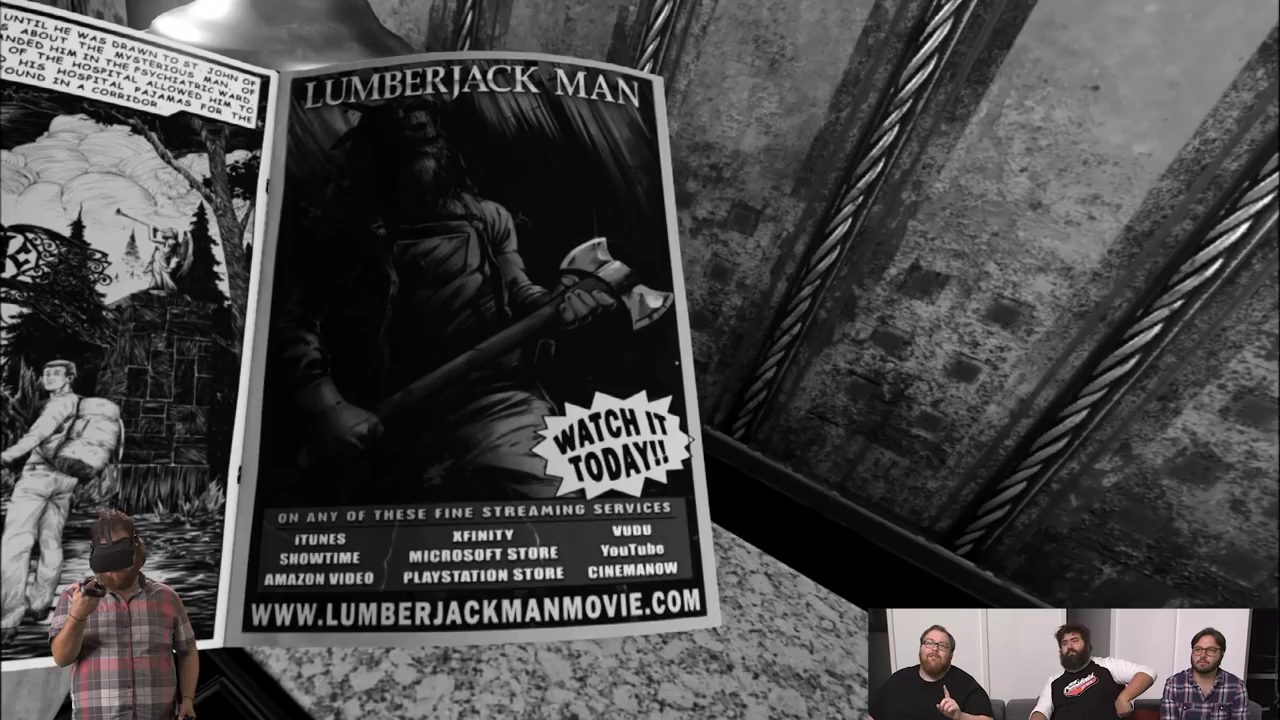 UNTIL HE WAS DRAWN TO ST. JOHN OF
ABOUT THE MYSTERIOUS MAN, OF
HIM IN THE PSYCHIATRIC WARD
OF THE HOSPITAL ALLOWED HIM TO
HIS HOSPITAL PAJAMAS FOR THE
IN A CORRIDOR.
LUMBERJACK MAN
WATCH IT
TODAY!!
ON ANY OF THESE FINE STREAMING SERVICES
iTUNES XFINITY VUDU
SHOWTIME MICROSOFT STORE YouTube
AMAZON VIDEO PLAYSTATION STORE CINEMANOW
WWW.LUMBERJACKMANMOVIE.COM